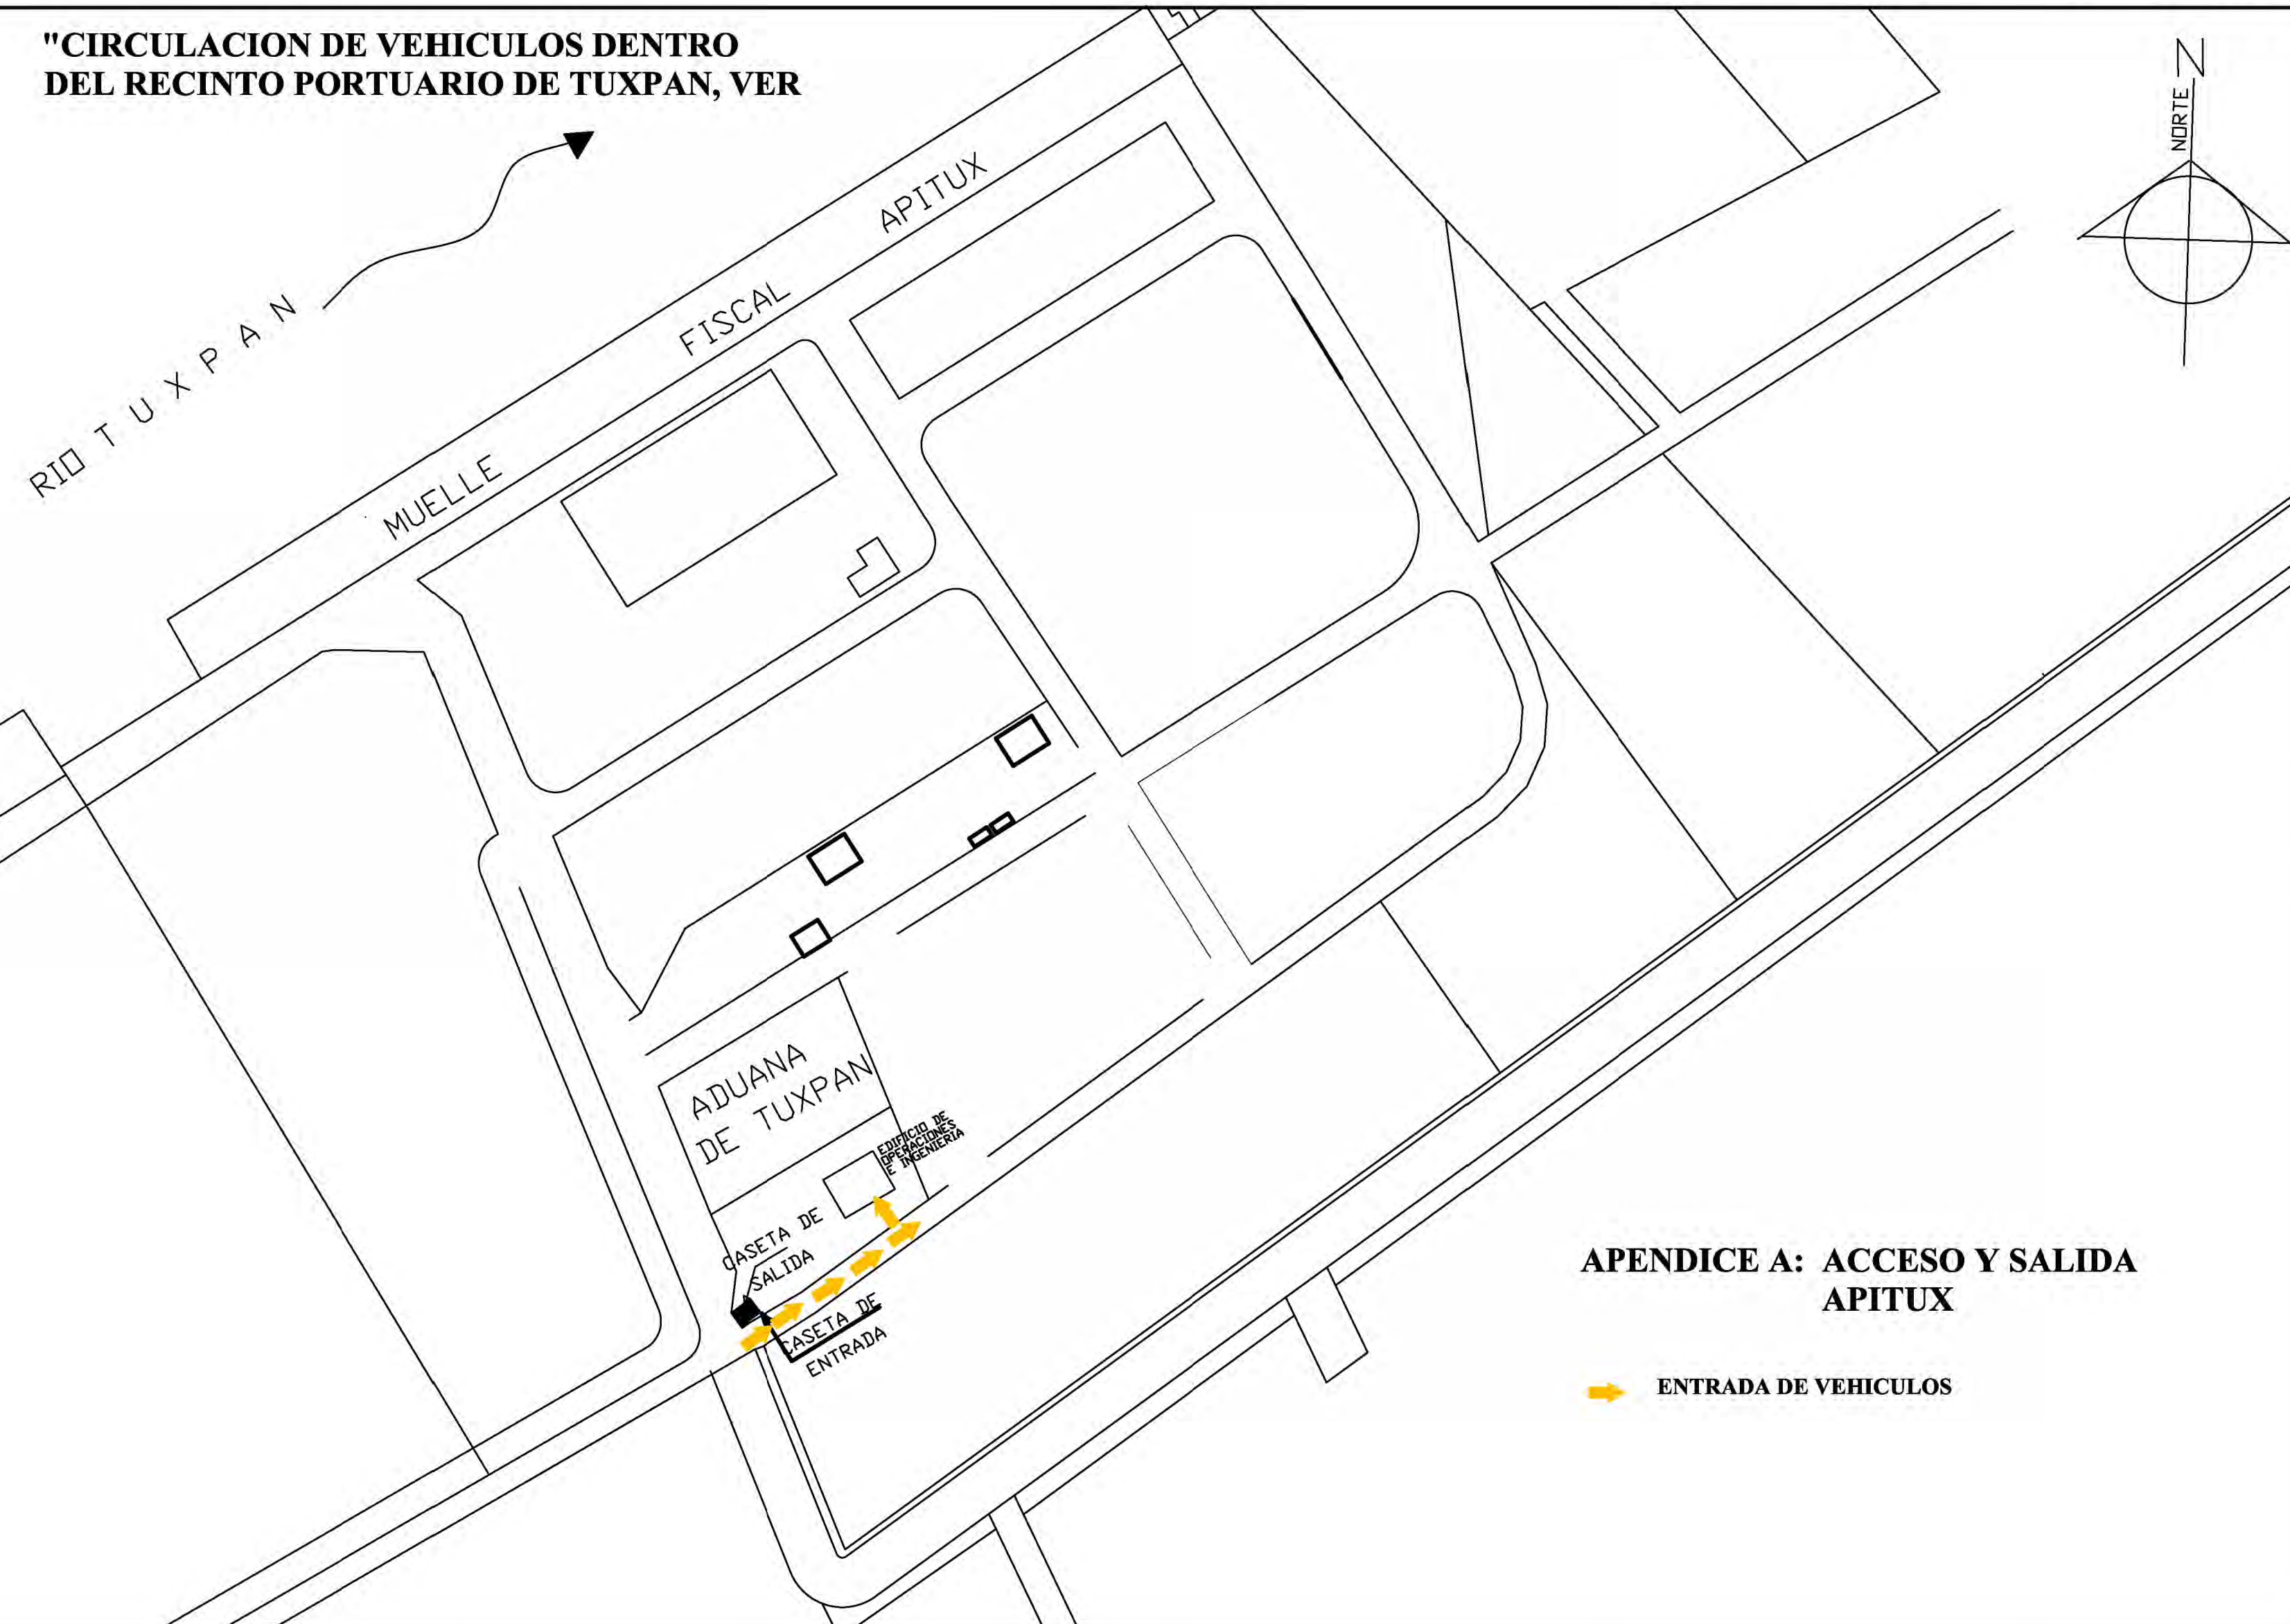 "CIRCULACION DE VEHICULOS DENTRO
DEL RECINTO PORTUARIO DE TUXPAN, VER
N
NORTE
RIO TUXPAN
MUELLE FISCAL APITUX
ADUANA
DE TUXPAN
EDIFICIO DE
OPERACIONES
E INGENIERIA
CASETA DE
SALIDA
CASETA DE
ENTRADA
APENDICE A: ACCESO Y SALIDA
APITUX
ENTRADA DE VEHICULOS